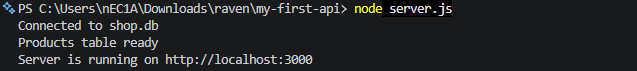 PS C:\Users\nEC1A\Downloads\raven\my-first-api> node server.js
Connected to shop.db
Products table ready
Server is running on http://localhost:3000